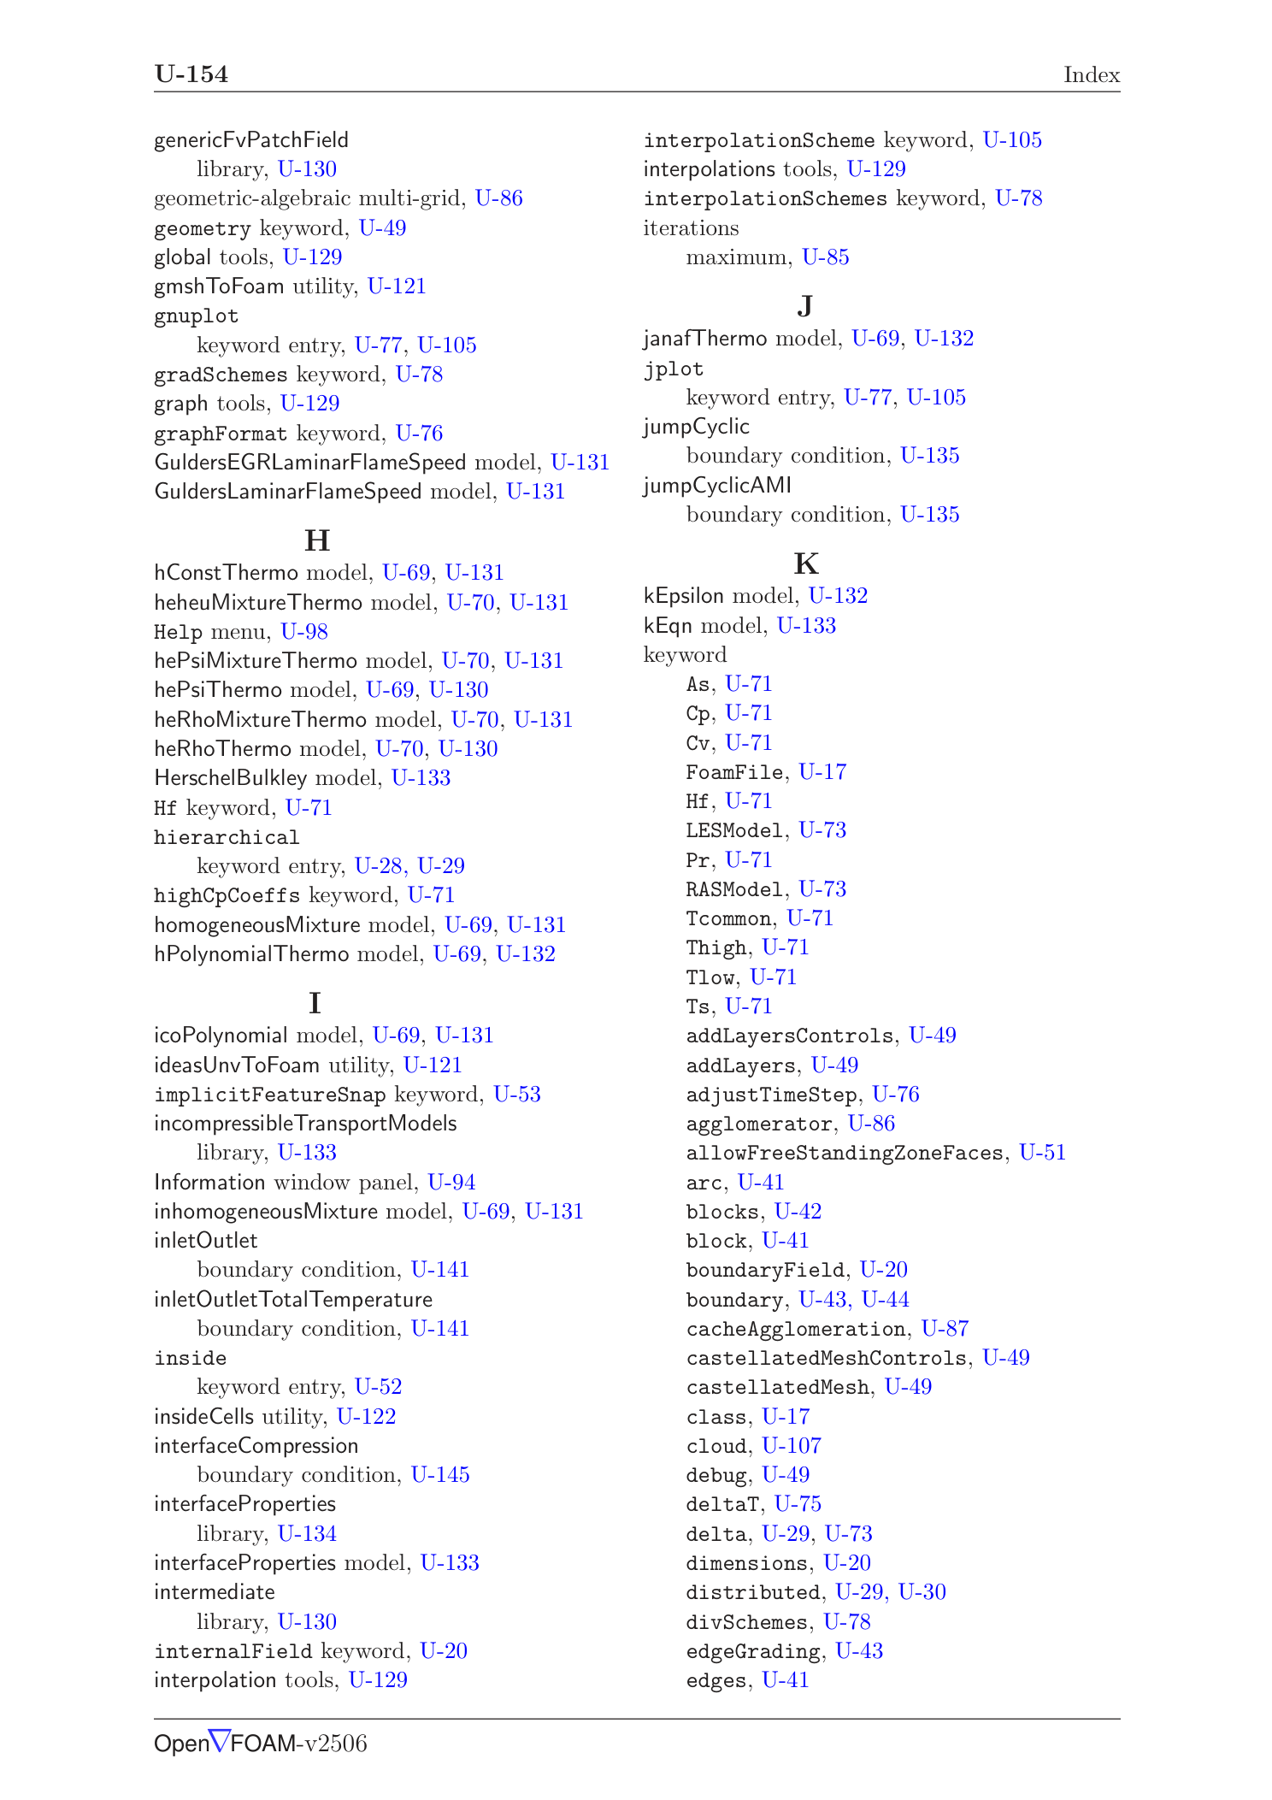 U-154 Index
genericFvPatchField
library, U-130
geometric-algebraic multi-grid, U-86
geometry keyword, U-49
global tools, U-129
gmshToFoam utility, U-121
gnuplot
keyword entry, U-77, U-105
gradSchemes keyword, U-78
graph tools, U-129
graphFormat keyword, U-76
GuldersEGRLaminarFlameSpeed model, U-131
GuldersLaminarFlameSpeed model, U-131
H
hConstThermo model, U-69, U-131
heheuMixtureThermo model, U-70, U-131
Help menu, U-98
hePsiMixtureThermo model, U-70, U-131
hePsiThermo model, U-69, U-130
heRhoMixtureThermo model, U-70, U-131
heRhoThermo model, U-70, U-130
HerschelBulkley model, U-133
Hf keyword, U-71
hierarchical
keyword entry, U-28, U-29
highCpCoeffs keyword, U-71
homogeneousMixture model, U-69, U-131
hPolynomialThermo model, U-69, U-132
I
icoPolynomial model, U-69, U-131
ideasUnvToFoam utility, U-121
implicitFeatureSnap keyword, U-53
incompressibleTransportModels
library, U-133
Information window panel, U-94
inhomogeneousMixture model, U-69, U-131
inletOutlet
boundary condition, U-141
inletOutletTotalTemperature
boundary condition, U-141
inside
keyword entry, U-52
insideCells utility, U-122
interfaceCompression
boundary condition, U-145
interfaceProperties
library, U-134
interfaceProperties model, U-133
intermediate
library, U-130
internalField keyword, U-20
interpolation tools, U-129
interpolationScheme keyword, U-105
interpolations tools, U-129
interpolationSchemes keyword, U-78
iterations
maximum, U-85
J
janafThermo model, U-69, U-132
jplot
keyword entry, U-77, U-105
jumpCyclic
boundary condition, U-135
jumpCyclicAMI
boundary condition, U-135
K
kEpsilon model, U-132
kEqn model, U-133
keyword
As, U-71
Cp, U-71
Cv, U-71
FoamFile, U-17
Hf, U-71
LESModel, U-73
Pr, U-71
RASModel, U-73
Tcommon, U-71
Thigh, U-71
Tlow, U-71
Ts, U-71
addLayersControls, U-49
addLayers, U-49
adjustTimeStep, U-76
agglomerator, U-86
allowFreeStandingZoneFaces, U-51
arc, U-41
blocks, U-42
block, U-41
boundaryField, U-20
boundary, U-43, U-44
cacheAgglomeration, U-87
castellatedMeshControls, U-49
castellatedMesh, U-49
class, U-17
cloud, U-107
debug, U-49
deltaT, U-75
delta, U-29, U-73
dimensions, U-20
distributed, U-29, U-30
divSchemes, U-78
edgeGrading, U-43
edges, U-41
Open▽FOAM-v2506